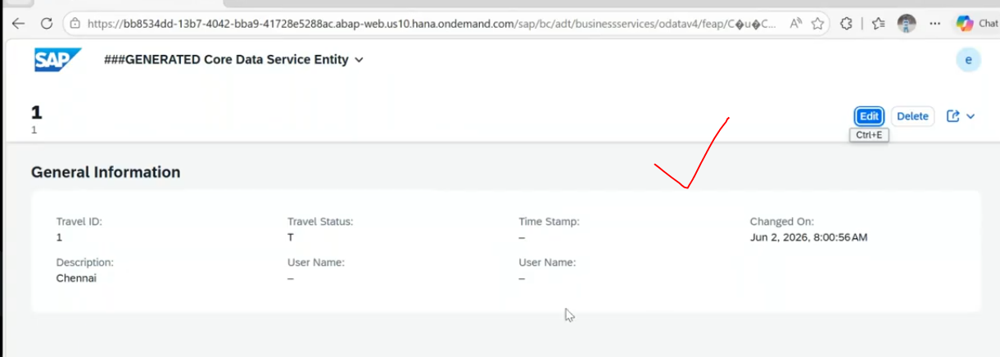 https://bb8534dd-13b7-4042-bba9-41728e5288ac.abap-web.us10.hana.ondemand.com/sap/bc/adt/businessservices/odatav4/feap/C�u�C... A Chat
SAP ###GENERATED Core Data Service Entity e
1
1
Edit Delete
Ctrl+E
General Information
Travel ID: Travel Status: Time Stamp: Changed On:
1 T – Jun 2, 2026, 8:00:56 AM
Description: User Name: User Name:
Chennai – –